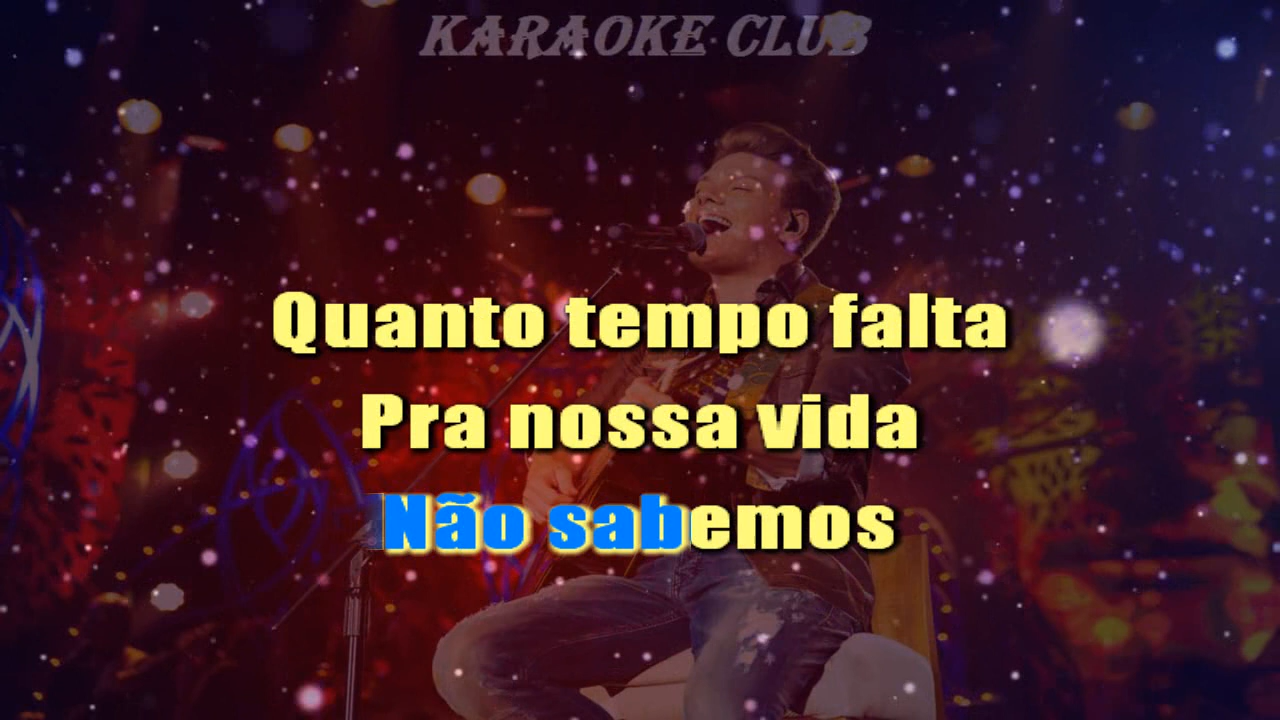 KARAOKE CLUB
Quanto tempo falta
Pra nossa vida
Não sabemos